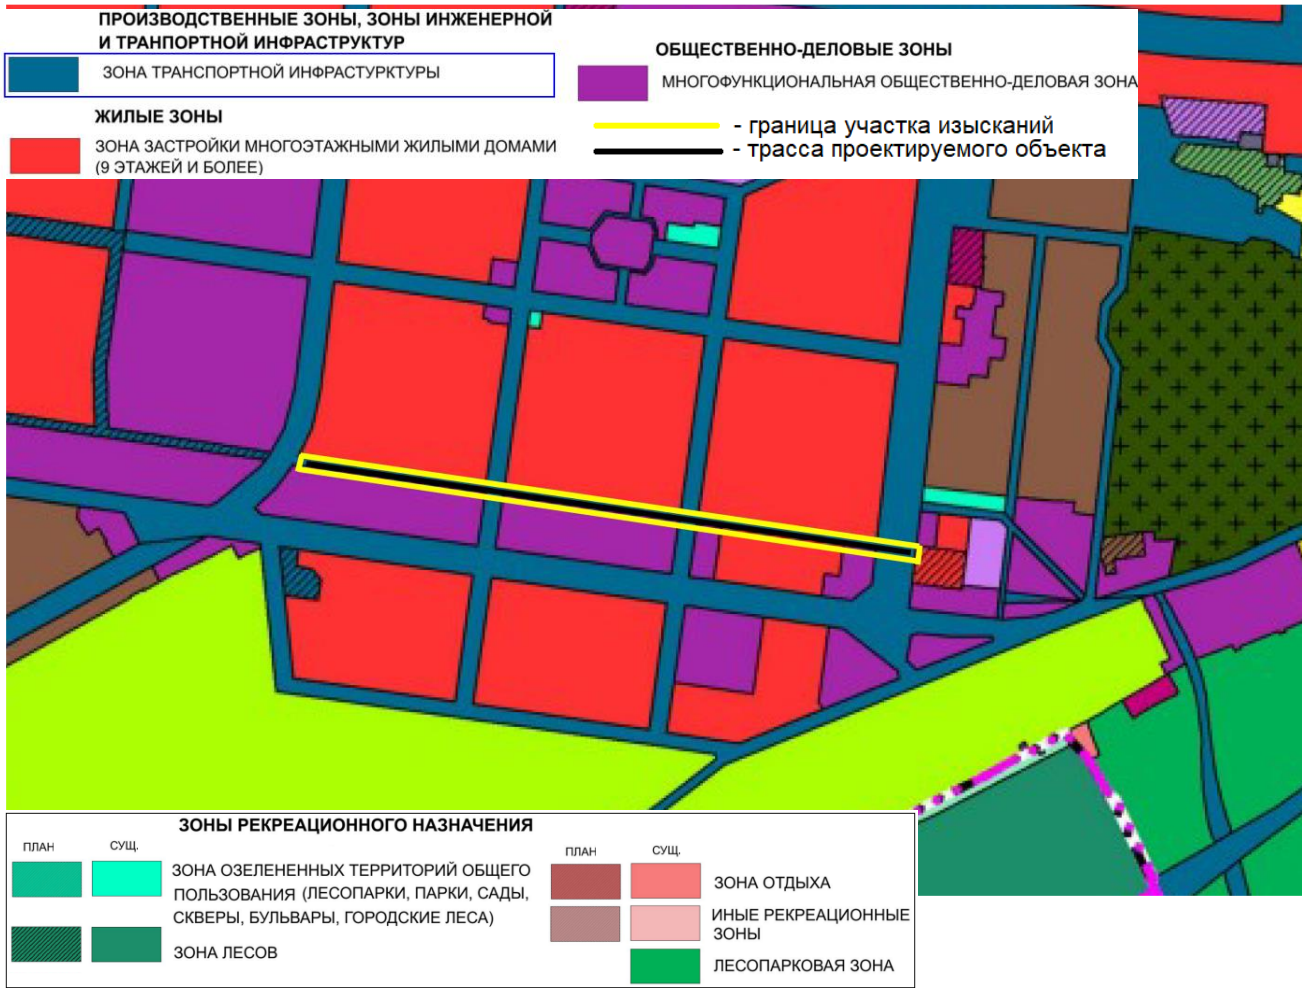 ПРОИЗВОДСТВЕННЫЕ ЗОНЫ, ЗОНЫ ИНЖЕНЕРНОЙ
И ТРАНПОРТНОЙ ИНФРАСТРУКТУР
ЗОНА ТРАНСПОРТНОЙ ИНФРАСТУРКТУРЫ
ЖИЛЫЕ ЗОНЫ
ЗОНА ЗАСТРОЙКИ МНОГОЭТАЖНЫМИ ЖИЛЫМИ ДОМАМИ
(9 ЭТАЖЕЙ И БОЛЕЕ)
ОБЩЕСТВЕННО-ДЕЛОВЫЕ ЗОНЫ
МНОГОФУНКЦИОНАЛЬНАЯ ОБЩЕСТВЕННО-ДЕЛОВАЯ ЗОНА
- граница участка изысканий
- трасса проектируемого объекта
ЗОНЫ РЕКРЕАЦИОННОГО НАЗНАЧЕНИЯ
ПЛАН СУЩ.
ЗОНА ОЗЕЛЕНЕННЫХ ТЕРРИТОРИЙ ОБЩЕГО
ПОЛЬЗОВАНИЯ (ЛЕСОПАРКИ, ПАРКИ, САДЫ,
СКВЕРЫ, БУЛЬВАРЫ, ГОРОДСКИЕ ЛЕСА)
ЗОНА ЛЕСОВ
ПЛАН СУЩ.
ЗОНА ОТДЫХА
ИНЫЕ РЕКРЕАЦИОННЫЕ
ЗОНЫ
ЛЕСОПАРКОВАЯ ЗОНА